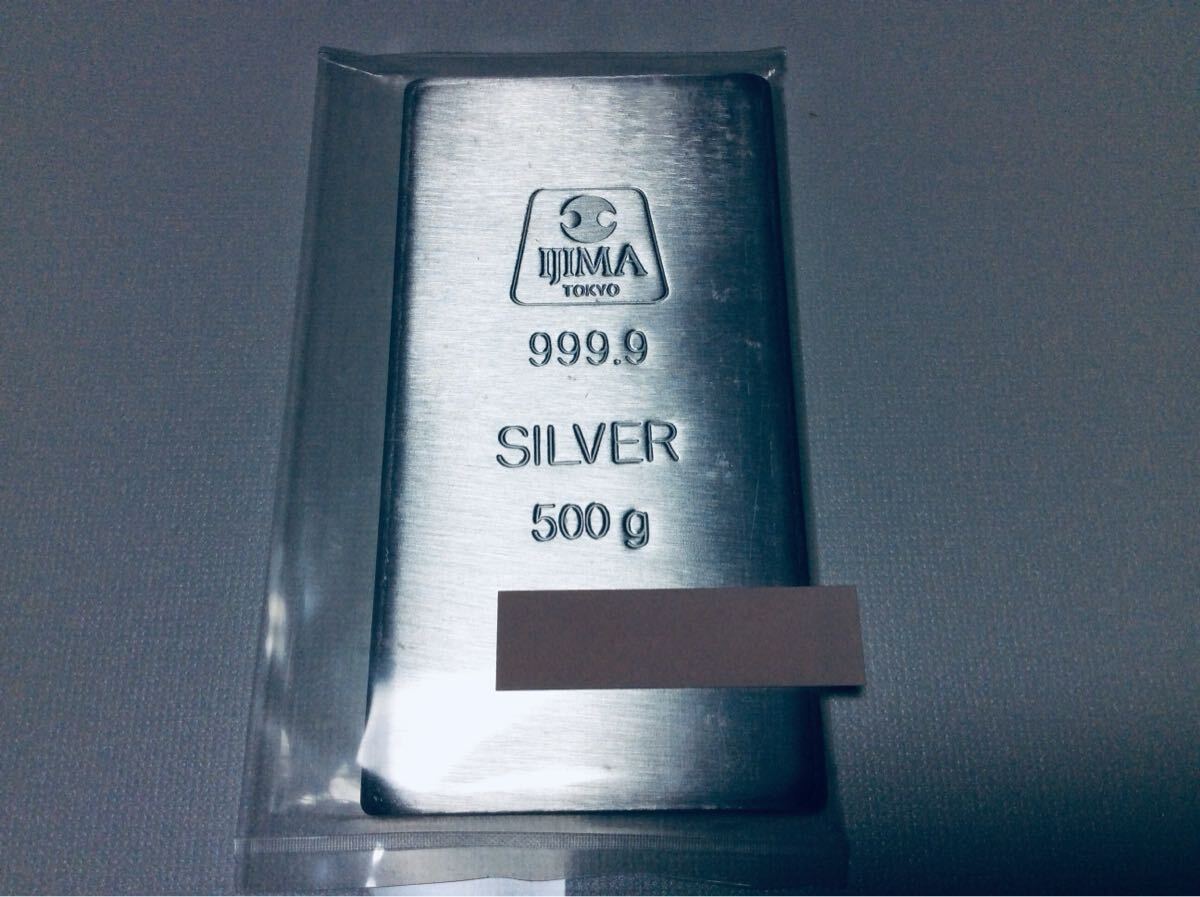 IJIMA
TOKYO
999.9
SILVER
500 g